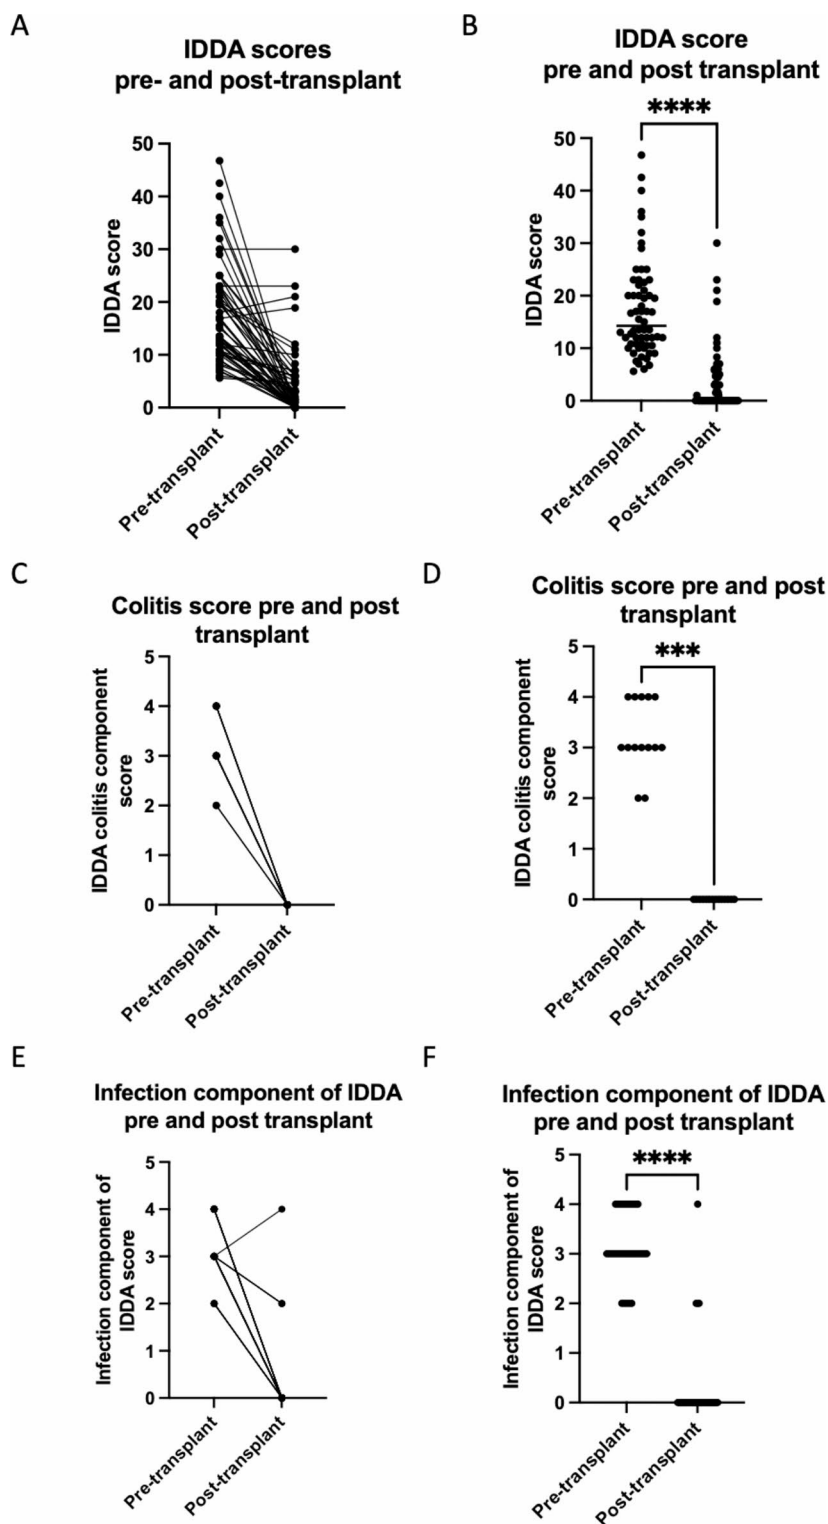 A
IDDA scores
pre- and post-transplant
IDDA score
50
40
30
20
10
0
Pre-transplant
Post-transplant
B
IDDA score
pre and post transplant
****
IDDA score
50
40
30
20
10
0
Pre-transplant
Post-transplant
C
Colitis score pre and post
transplant
IDDA colitis component
score
5
4
3
2
1
0
Pre-transplant
Post-transplant
D
Colitis score pre and post
transplant
***
IDDA colitis component
score
5
4
3
2
1
0
Pre-transplant
Post-transplant
E
Infection component of IDDA
pre and post transplant
Infection component of
IDDA score
5
4
3
2
1
0
Pre-transplant
Post-transplant
F
Infection component of IDDA
pre and post transplant
****
Infection component of
IDDA score
5
4
3
2
1
0
Pre-transplant
Post-transplant